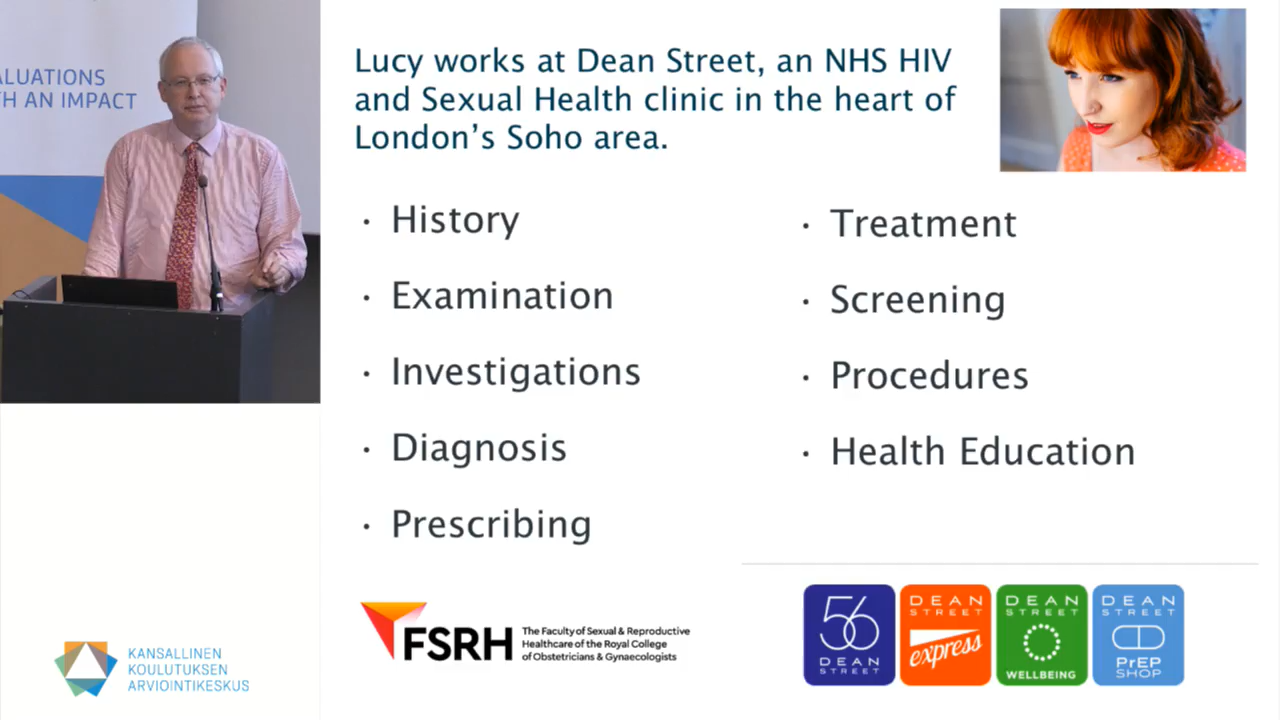 ALUATIONS
TH AN IMPACT
Lucy works at Dean Street, an NHS HIV
and Sexual Health clinic in the heart of
London's Soho area.
· History
· Examination
· Investigations
· Diagnosis
· Prescribing
· Treatment
· Screening
· Procedures
· Health Education
FSRH
The Faculty of Sexual & Reproductive
Healthcare of the Royal College
of Obstetricians & Gynaecologists
56
DEAN
STREET
DEAN
STREET
express
DEAN
STREET
WELLBEING
DEAN
STREET
PrEP
SHOP
KANSALLINEN
KOULUTUKSEN
ARVIOINTIKESKUS